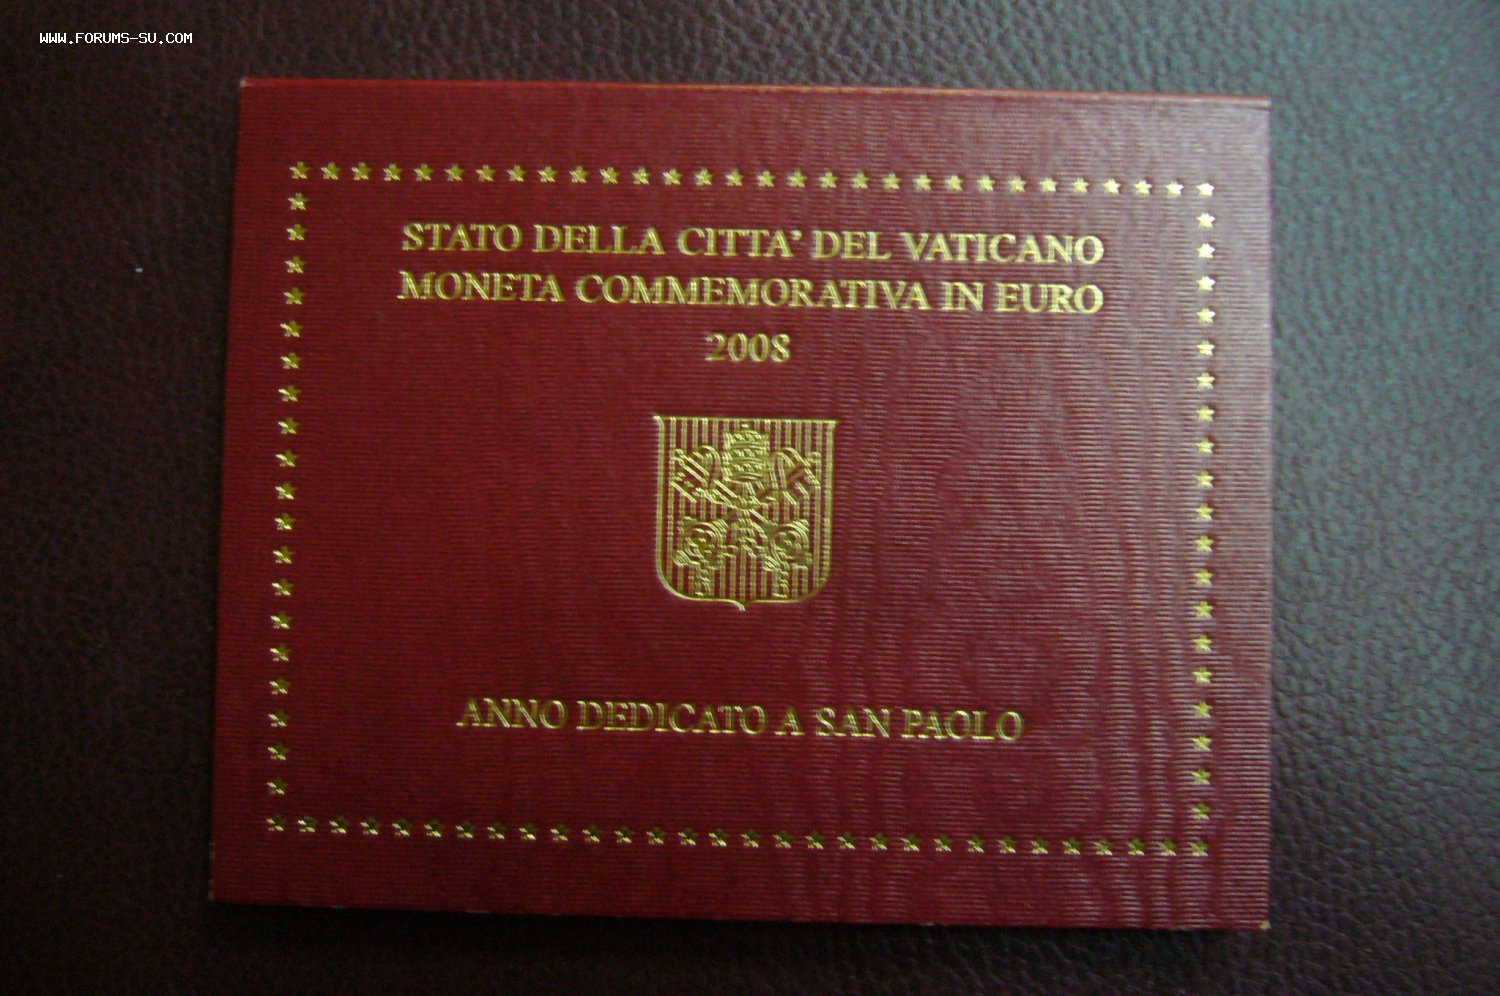 WWW.FORUMS-SU.COM
STATO DELLA CITTA' DEL VATICANO
MONETA COMMEMORATIVA IN EURO
2008
ANNO DEDICATO A SAN PAOLO